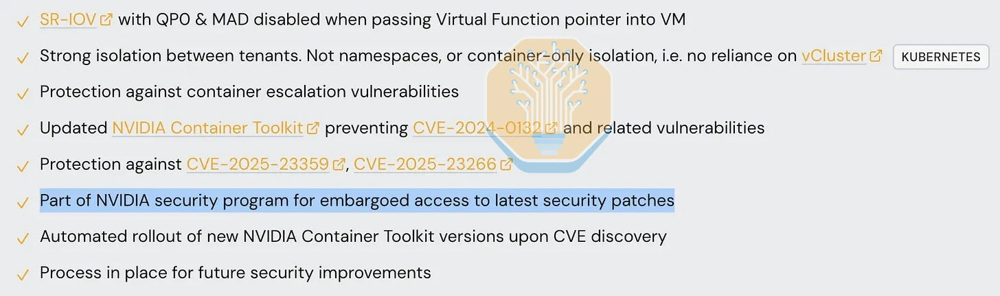 SR-IOV with QP0 & MAD disabled when passing Virtual Function pointer into VM
Strong isolation between tenants. Not namespaces, or container-only isolation, i.e. no reliance on vCluster KUBERNETES
Protection against container escalation vulnerabilities
Updated NVIDIA Container Toolkit preventing CVE-2024-0132 and related vulnerabilities
Protection against CVE-2025-23359, CVE-2025-23266
Part of NVIDIA security program for embargoed access to latest security patches
Automated rollout of new NVIDIA Container Toolkit versions upon CVE discovery
Process in place for future security improvements